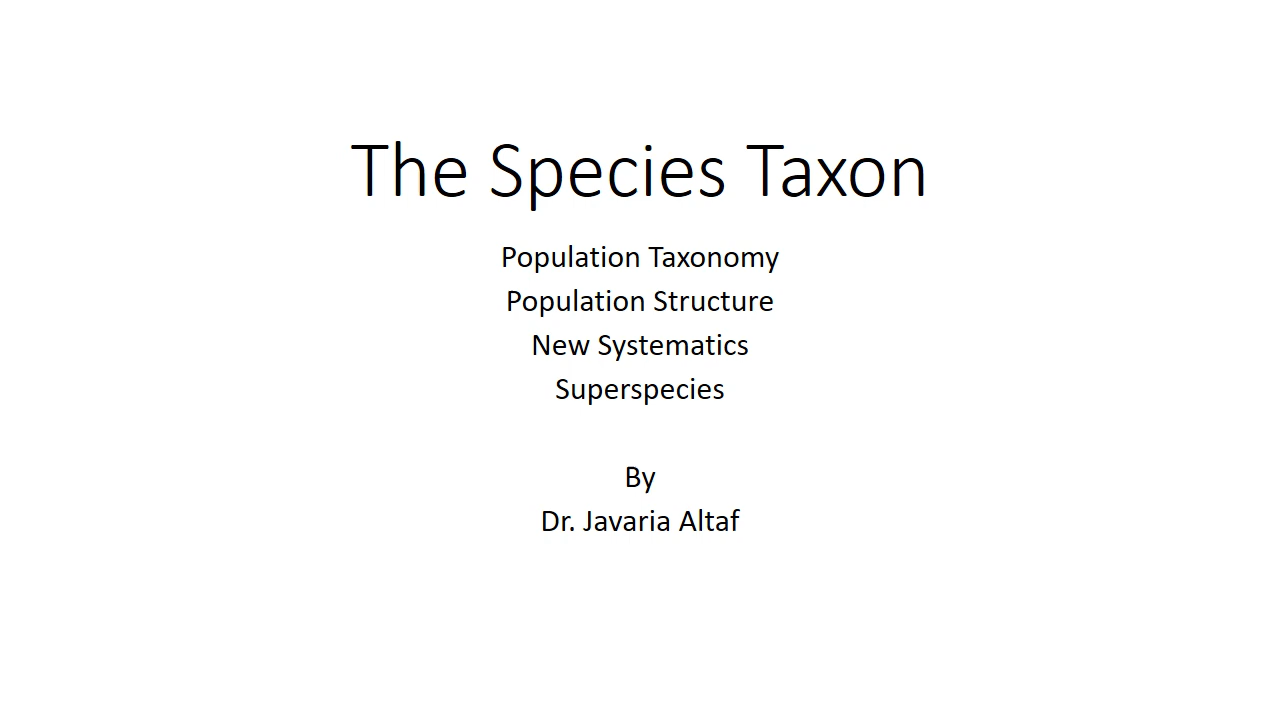 The Species Taxon
Population Taxonomy
Population Structure
New Systematics
Superspecies
By
Dr. Javaria Altaf